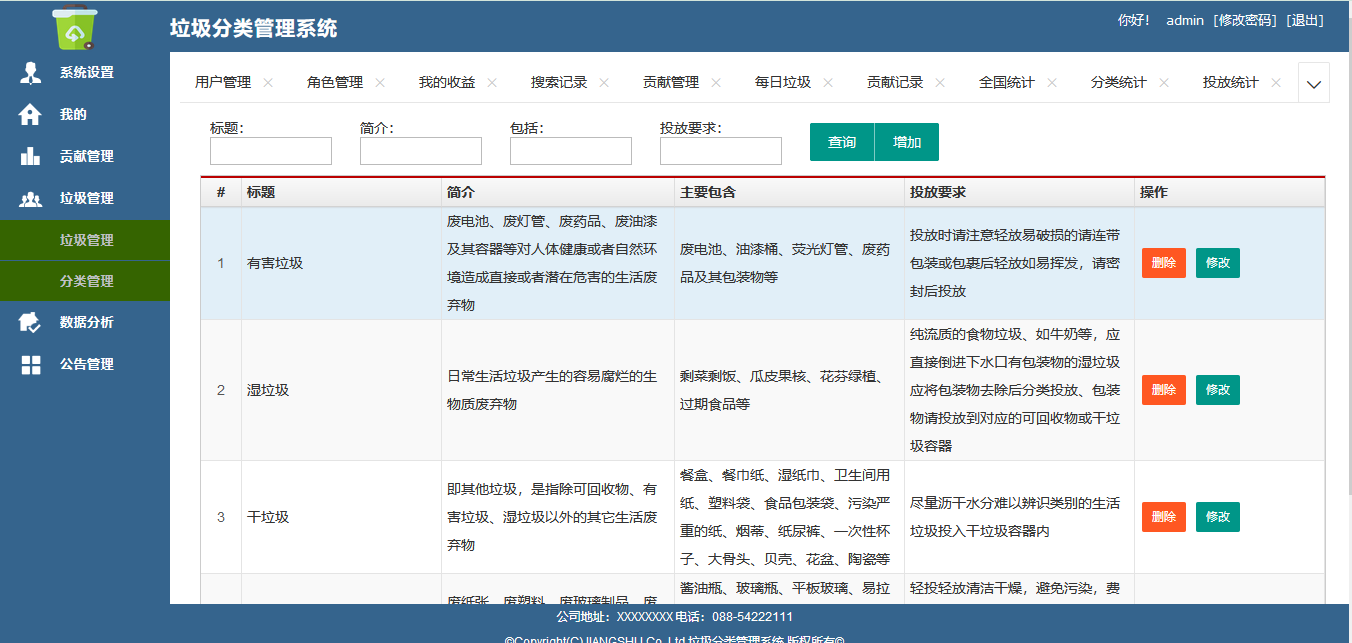 垃圾分类管理系统
你好! admin [修改密码] [退出]
系统设置
我的
贡献管理
垃圾管理
垃圾管理
分类管理
数据分析
公告管理
用户管理 × 角色管理 × 我的收益 × 搜索记录 × 贡献管理 × 每日垃圾 × 贡献记录 × 全国统计 × 分类统计 × 投放统计 ×
标题: 简介: 包括: 投放要求:
查询 增加
# 标题 简介 主要包含 投放要求 操作
1
有害垃圾
废电池、废灯管、废药品、废油漆
及其容器等对人体健康或者自然环
境造成直接或者潜在危害的生活废
弃物
废电池、油漆桶、荧光灯管、废药
品及其包装物等
投放时请注意轻放易破损的请连带
包装或包裹后轻放如易挥发，请密
封后投放
删除 修改
2
湿垃圾
日常生活垃圾产生的容易腐烂的生
物质废弃物
剩菜剩饭、瓜皮果核、花芬绿植、
过期食品等
纯流质的食物垃圾、如牛奶等，应
直接倒进下水口有包装物的湿垃圾
应将包装物去除后分类投放、包装
物请投放到对应的可回收物或干垃
圾容器
删除 修改
3
干垃圾
即其他垃圾，是指除可回收物、有
害垃圾、湿垃圾以外的其它生活废
弃物
餐盒、餐巾纸、湿纸巾、卫生间用
纸、塑料袋、食品包装袋、污染严
重的纸、烟蒂、纸尿裤、一次性杯
子、大骨头、贝壳、花盆、陶瓷等
尽量沥干水分难以辨识类别的生活
垃圾投入干垃圾容器内
删除 修改
废纸张、废塑料、废玻璃制品、废
酱油瓶、玻璃瓶、平板玻璃、易拉
轻投轻放清洁干燥，避免污染，费
公司地址：XXXXXXXX 电话：088-54222111
©Copyright(C)JIANGSHU Co.,Ltd.垃圾分类管理系统 版权所有©